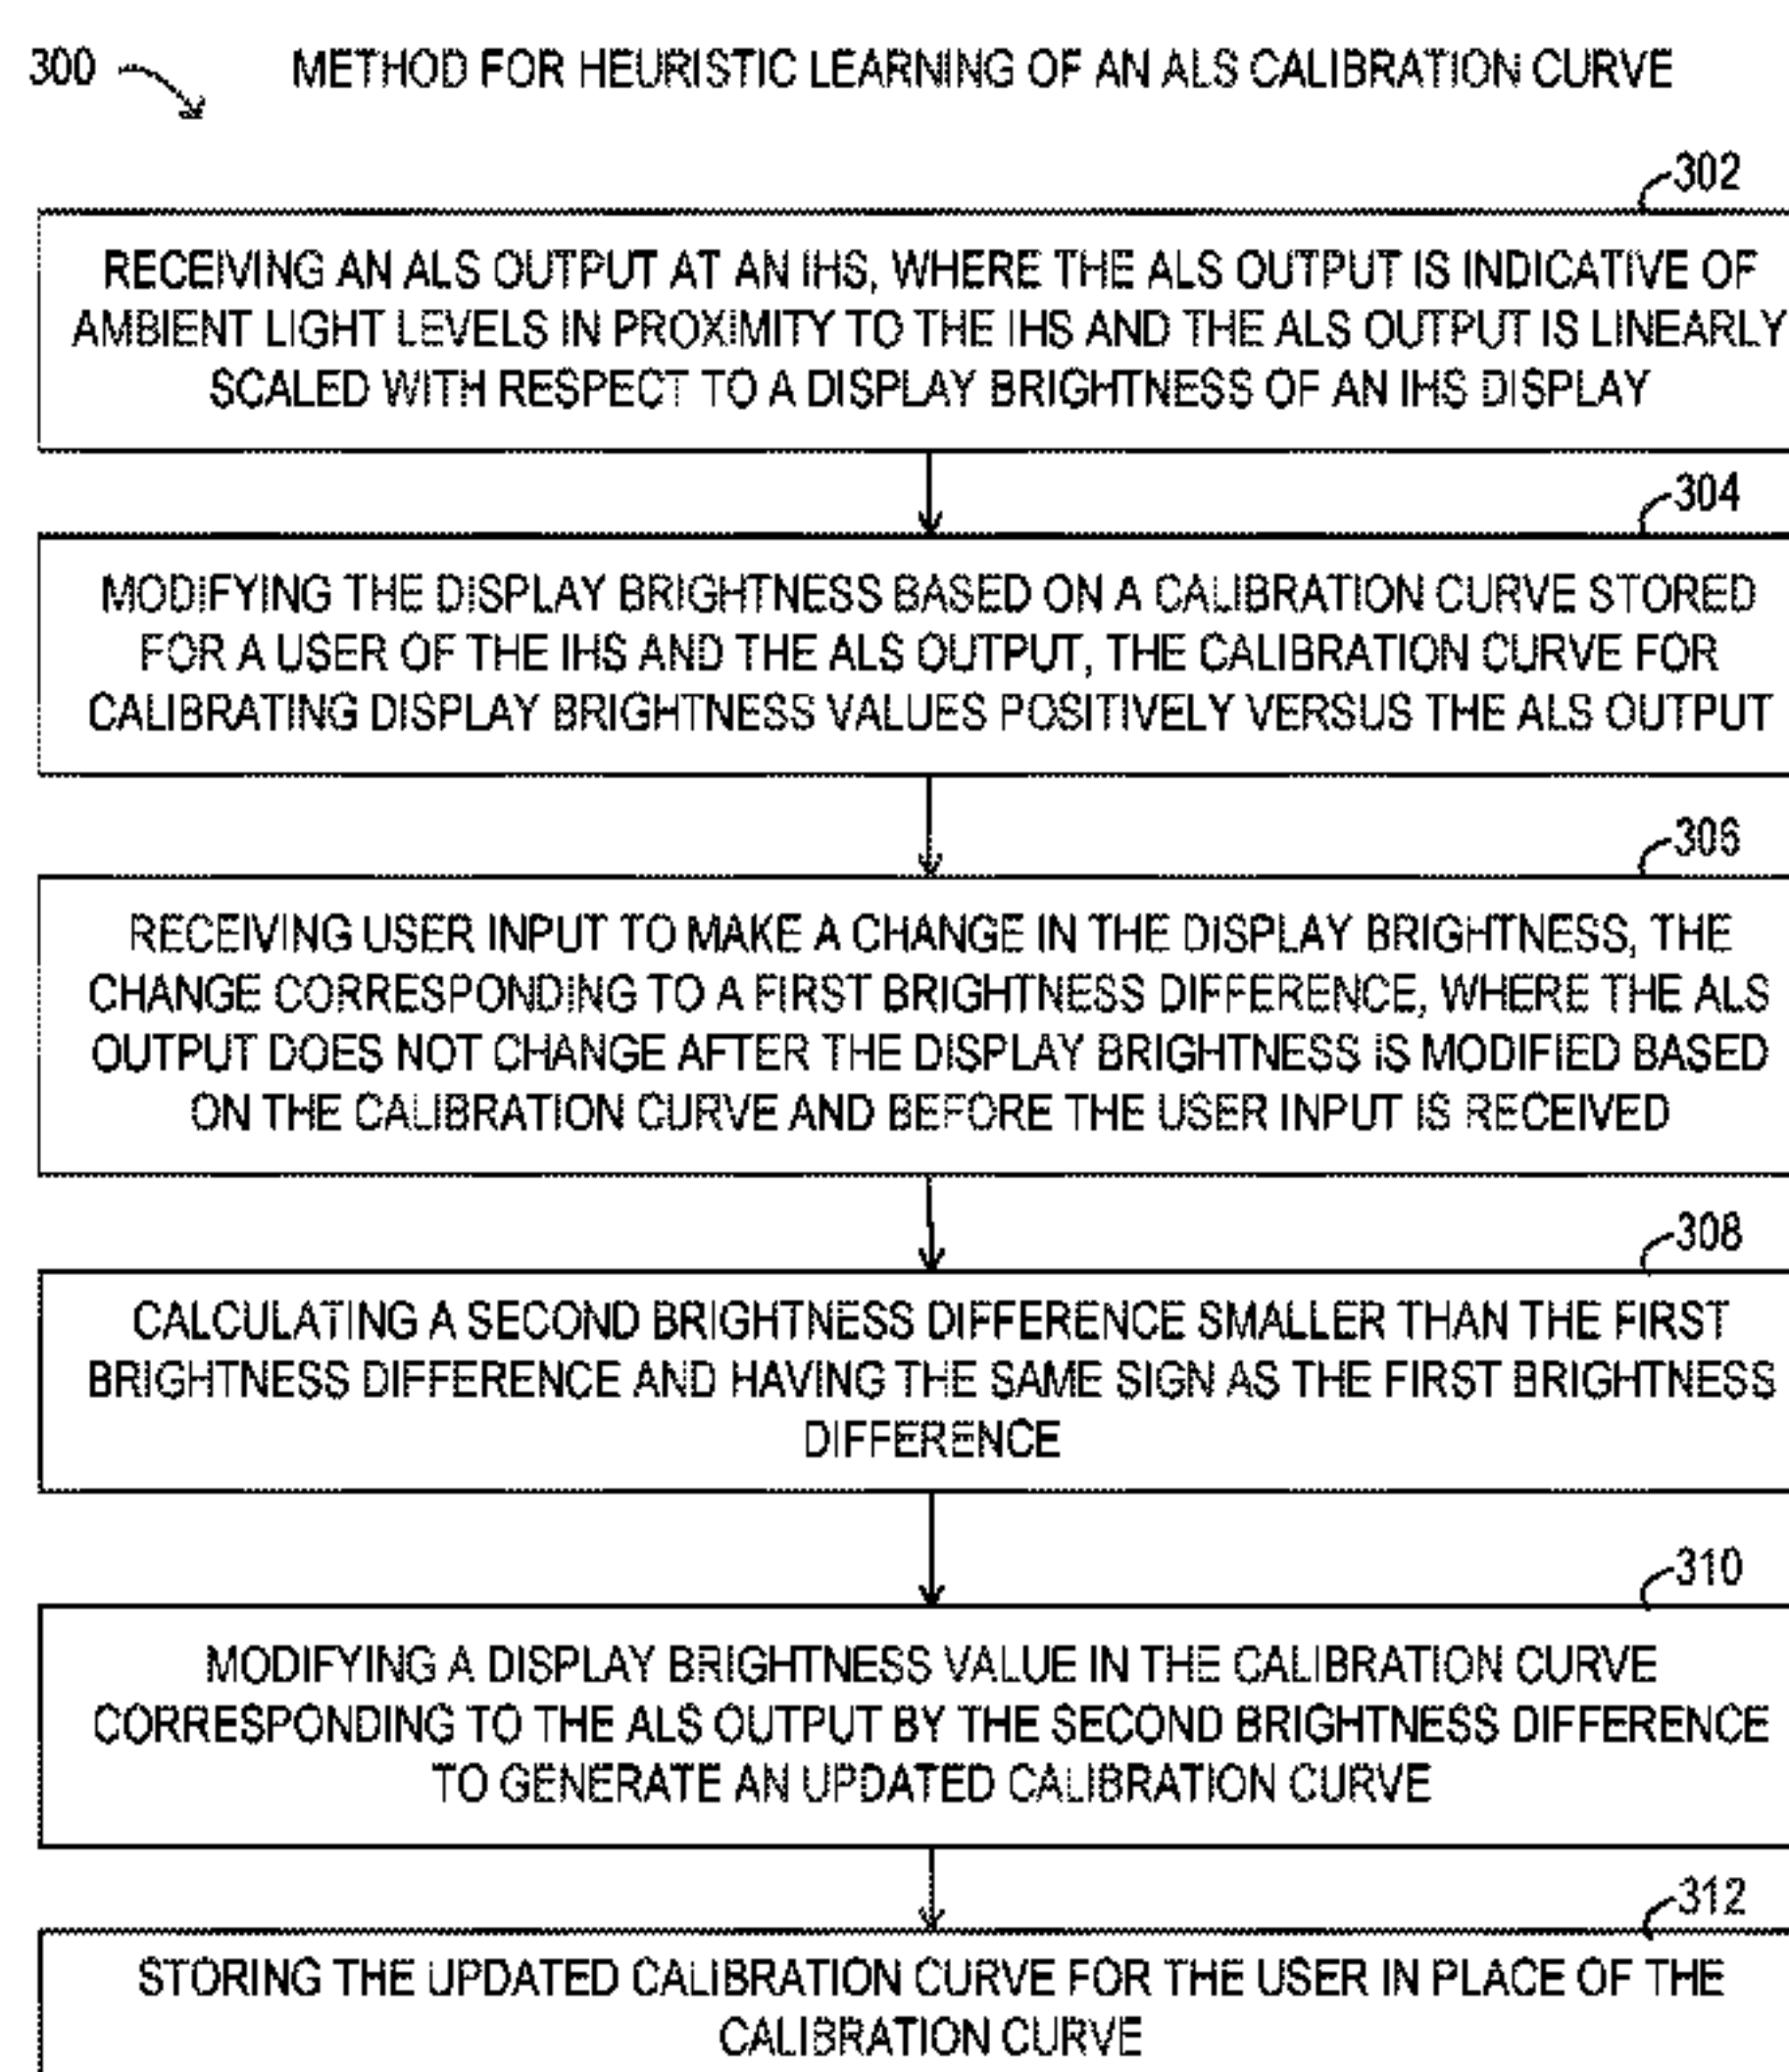 300
METHOD FOR HEURISTIC LEARNING OF AN ALS CALIBRATION CURVE
302
RECEIVING AN ALS OUTPUT AT AN IHS, WHERE THE ALS OUTPUT IS INDICATIVE OF
AMBIENT LIGHT LEVELS IN PROXIMITY TO THE IHS AND THE ALS OUTPUT IS LINEARLY
SCALED WITH RESPECT TO A DISPLAY BRIGHTNESS OF AN IHS DISPLAY
304
MODIFYING THE DISPLAY BRIGHTNESS BASED ON A CALIBRATION CURVE STORED
FOR A USER OF THE IHS AND THE ALS OUTPUT, THE CALIBRATION CURVE FOR
CALIBRATING DISPLAY BRIGHTNESS VALUES POSITIVELY VERSUS THE ALS OUTPUT
306
RECEIVING USER INPUT TO MAKE A CHANGE IN THE DISPLAY BRIGHTNESS, THE
CHANGE CORRESPONDING TO A FIRST BRIGHTNESS DIFFERENCE, WHERE THE ALS
OUTPUT DOES NOT CHANGE AFTER THE DISPLAY BRIGHTNESS IS MODIFIED BASED
ON THE CALIBRATION CURVE AND BEFORE THE USER INPUT IS RECEIVED
308
CALCULATING A SECOND BRIGHTNESS DIFFERENCE SMALLER THAN THE FIRST
BRIGHTNESS DIFFERENCE AND HAVING THE SAME SIGN AS THE FIRST BRIGHTNESS
DIFFERENCE
310
MODIFYING A DISPLAY BRIGHTNESS VALUE IN THE CALIBRATION CURVE
CORRESPONDING TO THE ALS OUTPUT BY THE SECOND BRIGHTNESS DIFFERENCE
TO GENERATE AN UPDATED CALIBRATION CURVE
312
STORING THE UPDATED CALIBRATION CURVE FOR THE USER IN PLACE OF THE
CALIBRATION CURVE